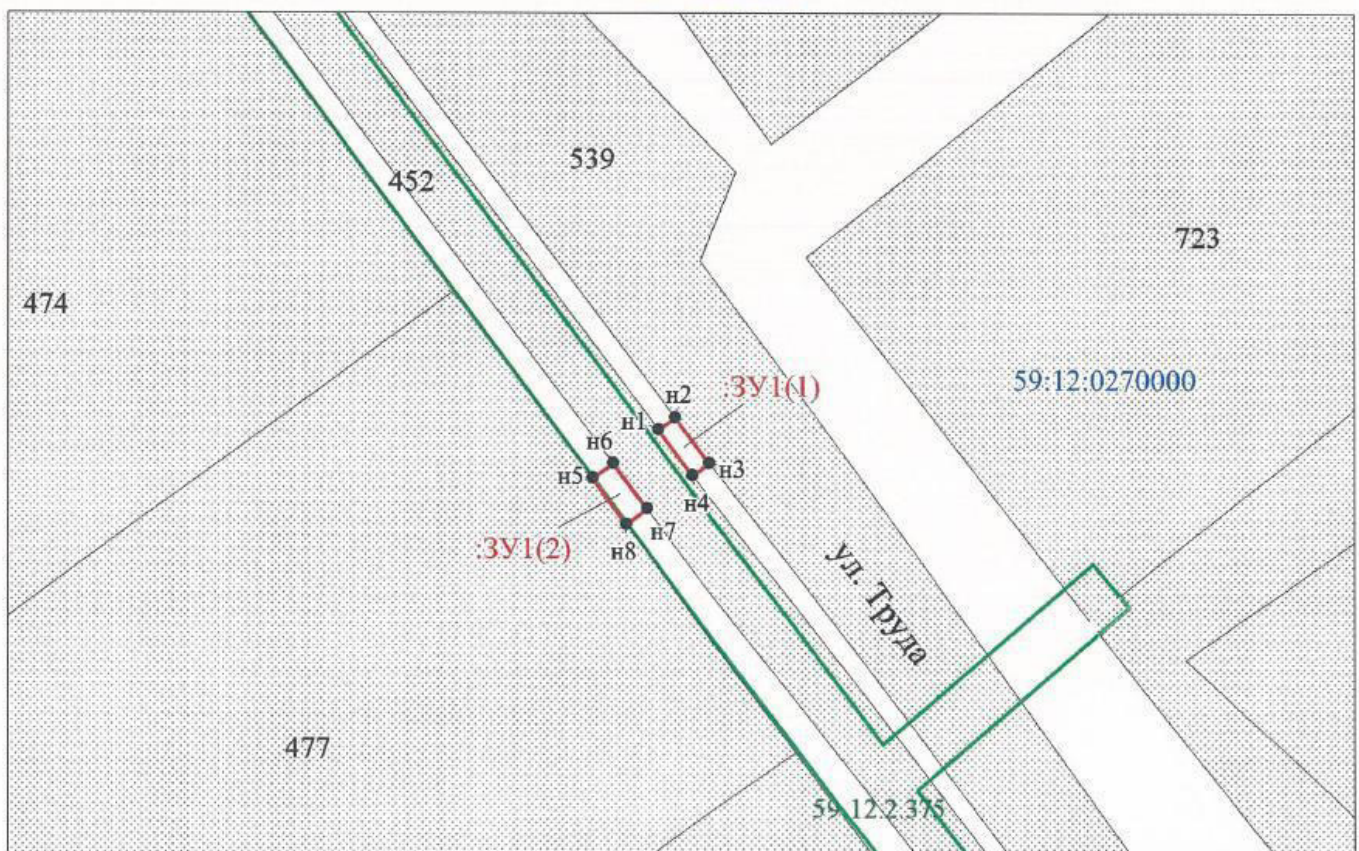 539
452
723
474
59:12:0270000
:ЗУ1(1)
н2
н1
н6
н3
н5
н4
н7
:ЗУ1(2)
н8
ул. Труда
477
59.12.2.375